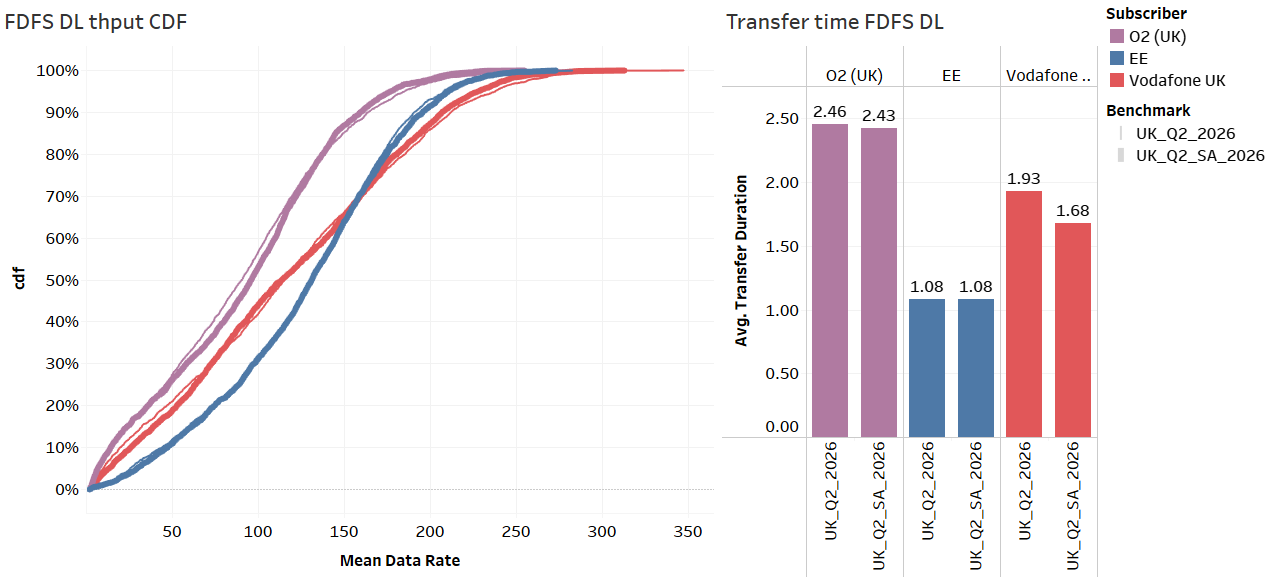 FDFS DL thput CDF
100%
90%
80%
70%
60%
50%
40%
30%
20%
10%
0%
cdf
50
100
150
200
250
300
350
Mean Data Rate
Transfer time FDFS DL
O2 (UK)
EE
Vodafone ..
2.50
2.00
1.50
1.00
0.50
0.00
Avg. Transfer Duration
2.46
2.43
1.08
1.08
1.93
1.68
UK_Q2_2026
UK_Q2_SA_2026
UK_Q2_2026
UK_Q2_SA_2026
UK_Q2_2026
UK_Q2_SA_2026
Subscriber
O2 (UK)
EE
Vodafone UK
Benchmark
UK_Q2_2026
UK_Q2_SA_2026